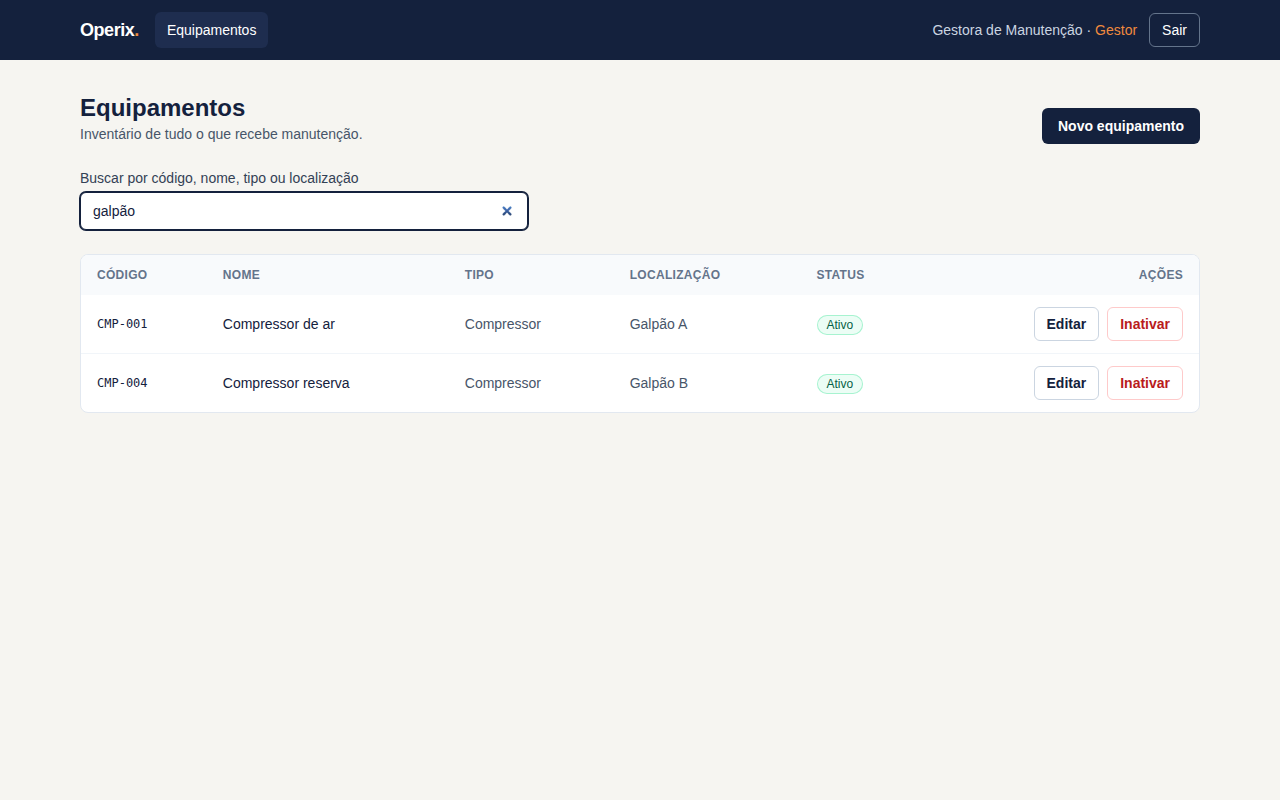 Operix. Equipamentos Gestora de Manutenção · Gestor Sair
Equipamentos
Inventário de tudo o que recebe manutenção.
Novo equipamento
Buscar por código, nome, tipo ou localização
galpão
CÓDIGO NOME TIPO LOCALIZAÇÃO STATUS AÇÕES
CMP-001 Compressor de ar Compressor Galpão A Ativo Editar Inativar
CMP-004 Compressor reserva Compressor Galpão B Ativo Editar Inativar